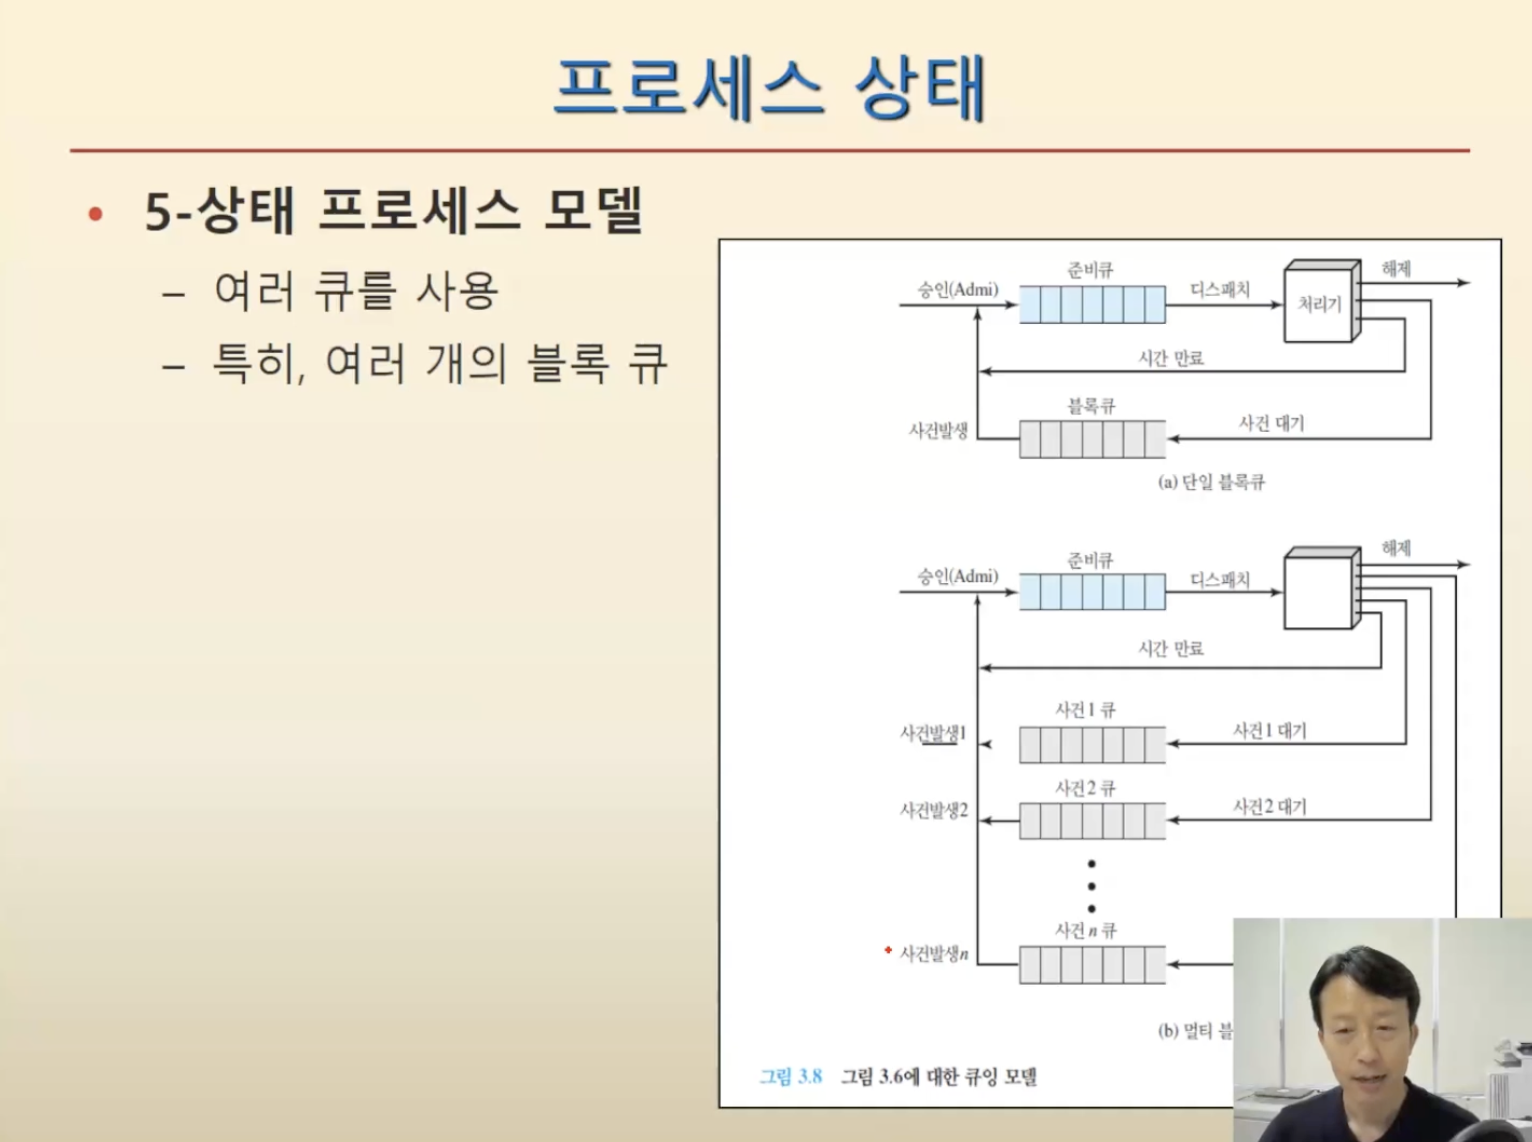 프로세스 상태
• 5-상태 프로세스 모델
– 여러 큐를 사용
– 특히, 여러 개의 블록 큐
승인(Admi)
준비큐
디스패치
처리기
해제
시간 만료
사건발생
블록큐
사건 대기
(a) 단일 블록큐
승인(Admi)
준비큐
디스패치
해제
시간 만료
사건발생1
사건1 큐
사건1 대기
사건발생2
사건2 큐
사건2 대기
사건발생n
사건 n 큐
(b) 멀티
그림 3.8 그림 3.6에 대한 큐잉 모델